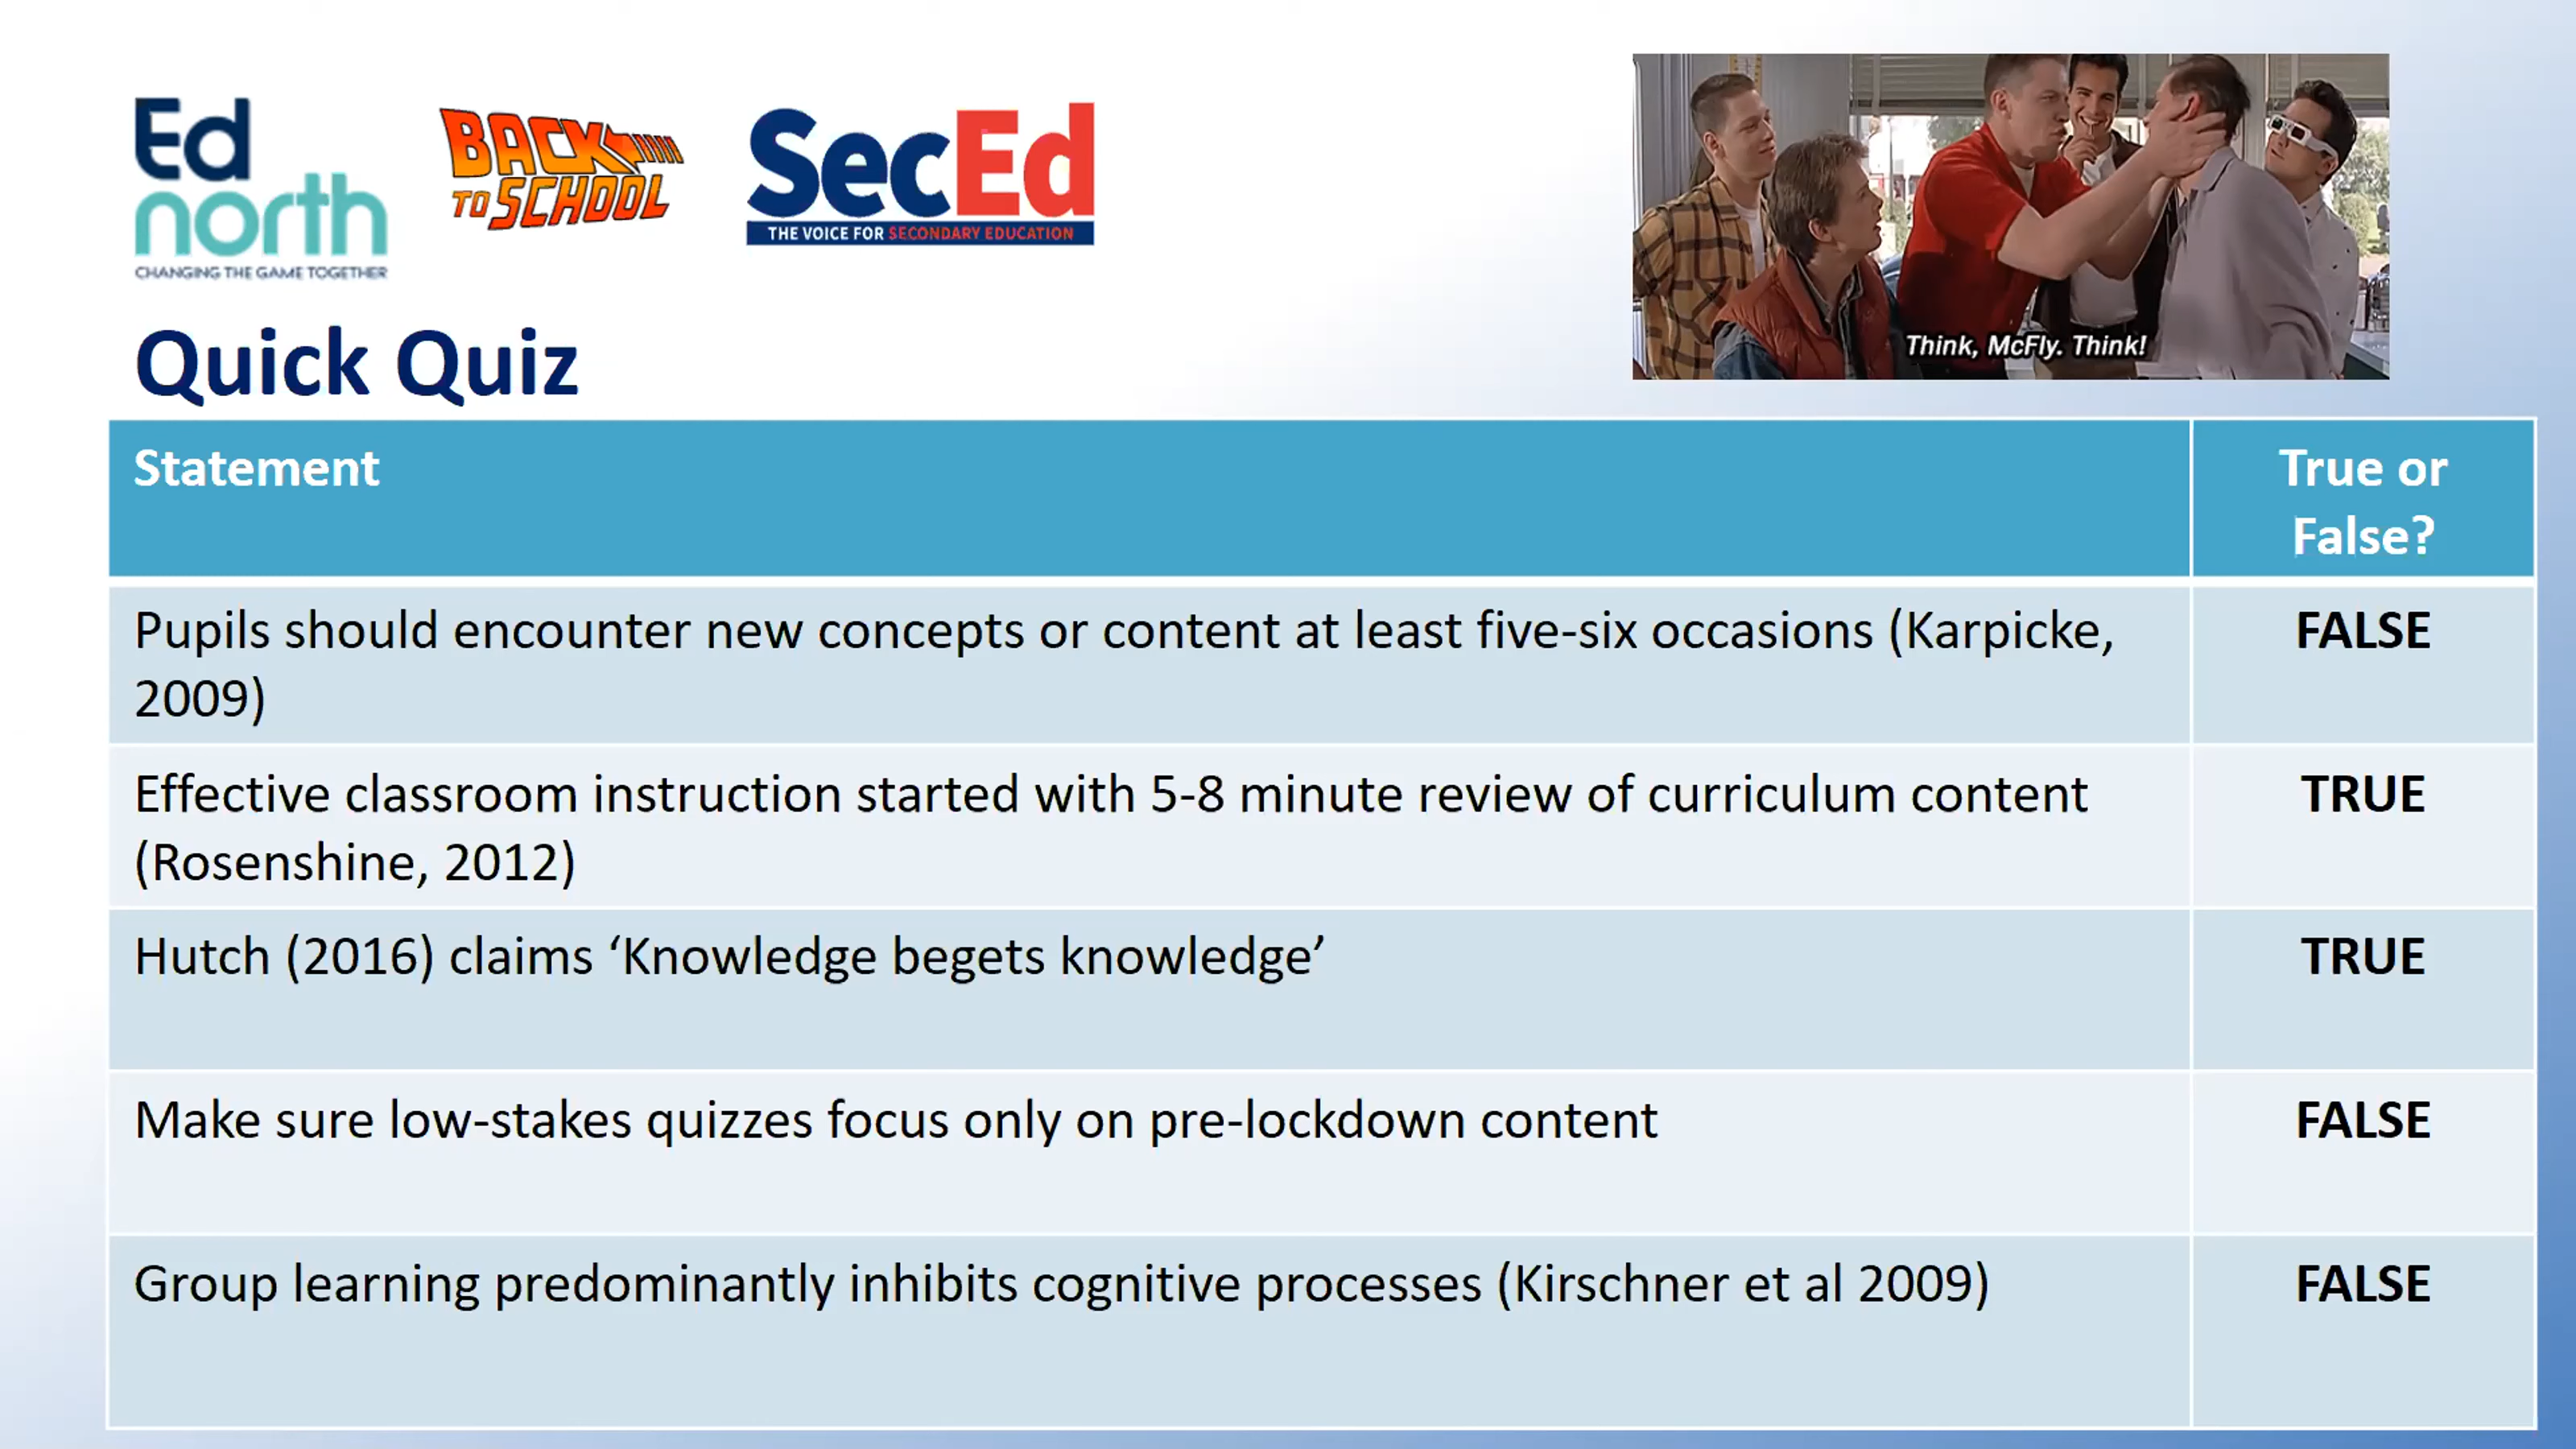 Ed
north
CHANGING THE GAME TOGETHER
BACK
TO SCHOOL
SecEd
THE VOICE FOR SECONDARY EDUCATION
Think, McFly. Think!
Quick Quiz
Statement
True or
False?
Pupils should encounter new concepts or content at least five-six occasions (Karpicke,
2009)
FALSE
Effective classroom instruction started with 5-8 minute review of curriculum content
(Rosenshine, 2012)
TRUE
Hutch (2016) claims ‘Knowledge begets knowledge’
TRUE
Make sure low-stakes quizzes focus only on pre-lockdown content
FALSE
Group learning predominantly inhibits cognitive processes (Kirschner et al 2009)
FALSE